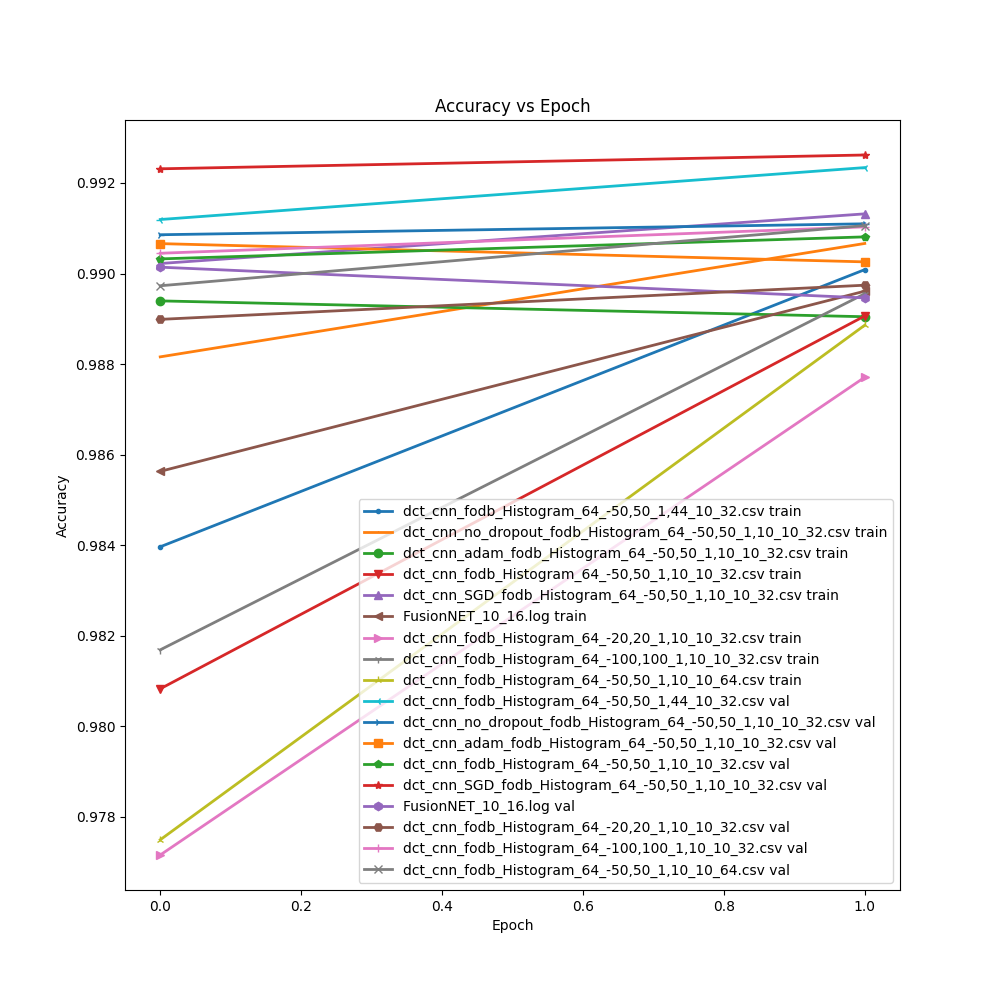 Accuracy vs Epoch
0.992
0.990
0.988
0.986
0.984
0.982
0.980
0.978
Accuracy
dct_cnn_fodb_Histogram_64_-50,50_1,44_10_32.csv train
dct_cnn_no_dropout_fodb_Histogram_64_-50,50_1,10_10_32.csv train
dct_cnn_adam_fodb_Histogram_64_-50,50_1,10_10_32.csv train
dct_cnn_fodb_Histogram_64_-50,50_1,10_10_32.csv train
dct_cnn_SGD_fodb_Histogram_64_-50,50_1,10_10_32.csv train
FusionNET_10_16.log train
dct_cnn_fodb_Histogram_64_-20,20_1,10_10_32.csv train
dct_cnn_fodb_Histogram_64_-100,100_1,10_10_32.csv train
dct_cnn_fodb_Histogram_64_-50,50_1,10_10_64.csv train
dct_cnn_fodb_Histogram_64_-50,50_1,44_10_32.csv val
dct_cnn_no_dropout_fodb_Histogram_64_-50,50_1,10_10_32.csv val
dct_cnn_adam_fodb_Histogram_64_-50,50_1,10_10_32.csv val
dct_cnn_fodb_Histogram_64_-50,50_1,10_10_32.csv val
dct_cnn_SGD_fodb_Histogram_64_-50,50_1,10_10_32.csv val
FusionNET_10_16.log val
dct_cnn_fodb_Histogram_64_-20,20_1,10_10_32.csv val
dct_cnn_fodb_Histogram_64_-100,100_1,10_10_32.csv val
dct_cnn_fodb_Histogram_64_-50,50_1,10_10_64.csv val
0.0 0.2 0.4 0.6 0.8 1.0
Epoch